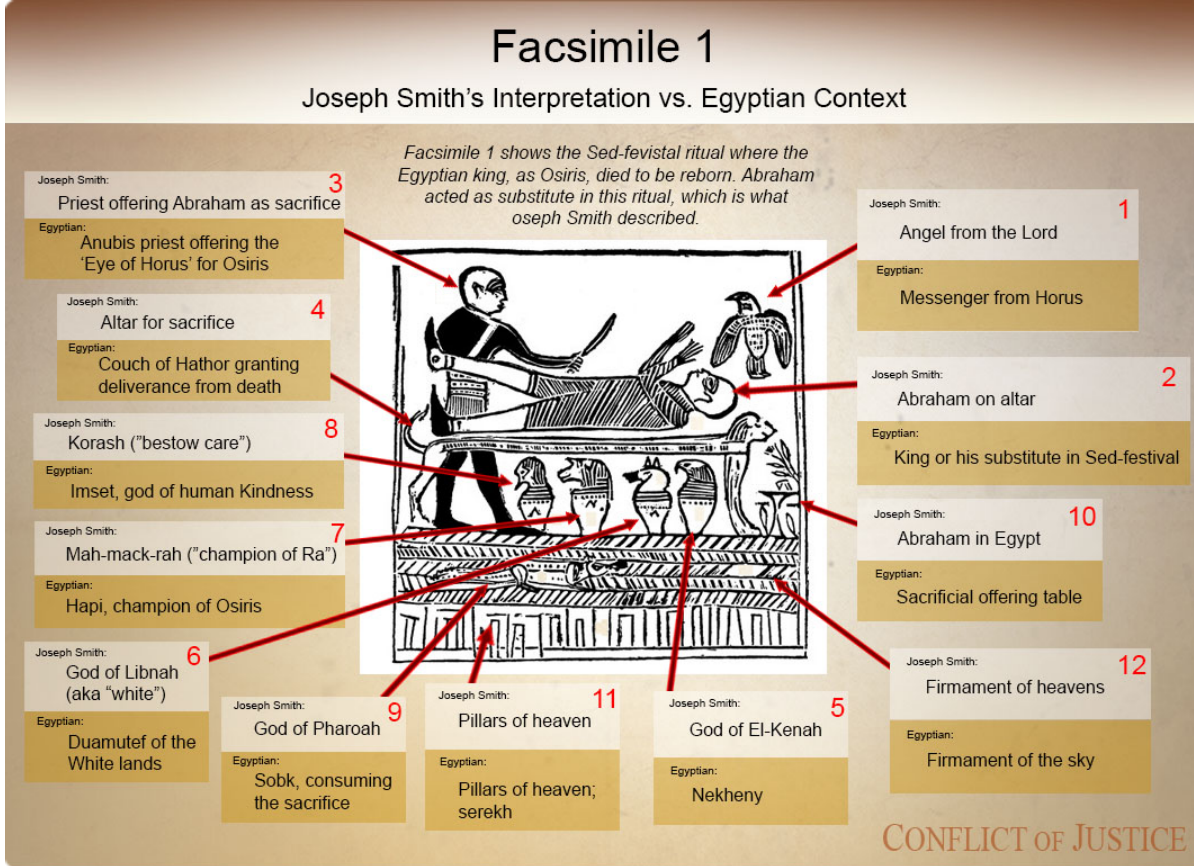 Facsimile 1
Joseph Smith's Interpretation vs. Egyptian Context
Facsimile 1 shows the Sed-fevistal ritual where the
Egyptian king, as Osiris, died to be reborn. Abraham
acted as substitute in this ritual, which is what
oseph Smith described.
Joseph Smith:
3
Priest offering Abraham as sacrifice
Egyptian:
Anubis priest offering the
'Eye of Horus' for Osiris
Joseph Smith:
4
Altar for sacrifice
Egyptian:
Couch of Hathor granting
deliverance from death
Joseph Smith:
8
Korash ("bestow care")
Egyptian:
Imset, god of human Kindness
Joseph Smith:
7
Mah-mack-rah ("champion of Ra")
Egyptian:
Hapi, champion of Osiris
Joseph Smith:
6
God of Libnah
(aka "white")
Egyptian:
Duamutef of the
White lands
Joseph Smith:
9
God of Pharoah
Egyptian:
Sobk, consuming
the sacrifice
Joseph Smith:
11
Pillars of heaven
Egyptian:
Pillars of heaven;
serekh
Joseph Smith:
5
God of El-Kenah
Egyptian:
Nekheny
Joseph Smith:
1
Angel from the Lord
Egyptian:
Messenger from Horus
Joseph Smith:
2
Abraham on altar
Egyptian:
King or his substitute in Sed-festival
Joseph Smith:
10
Abraham in Egypt
Egyptian:
Sacrificial offering table
Joseph Smith:
12
Firmament of heavens
Egyptian:
Firmament of the sky
CONFLICT OF JUSTICE